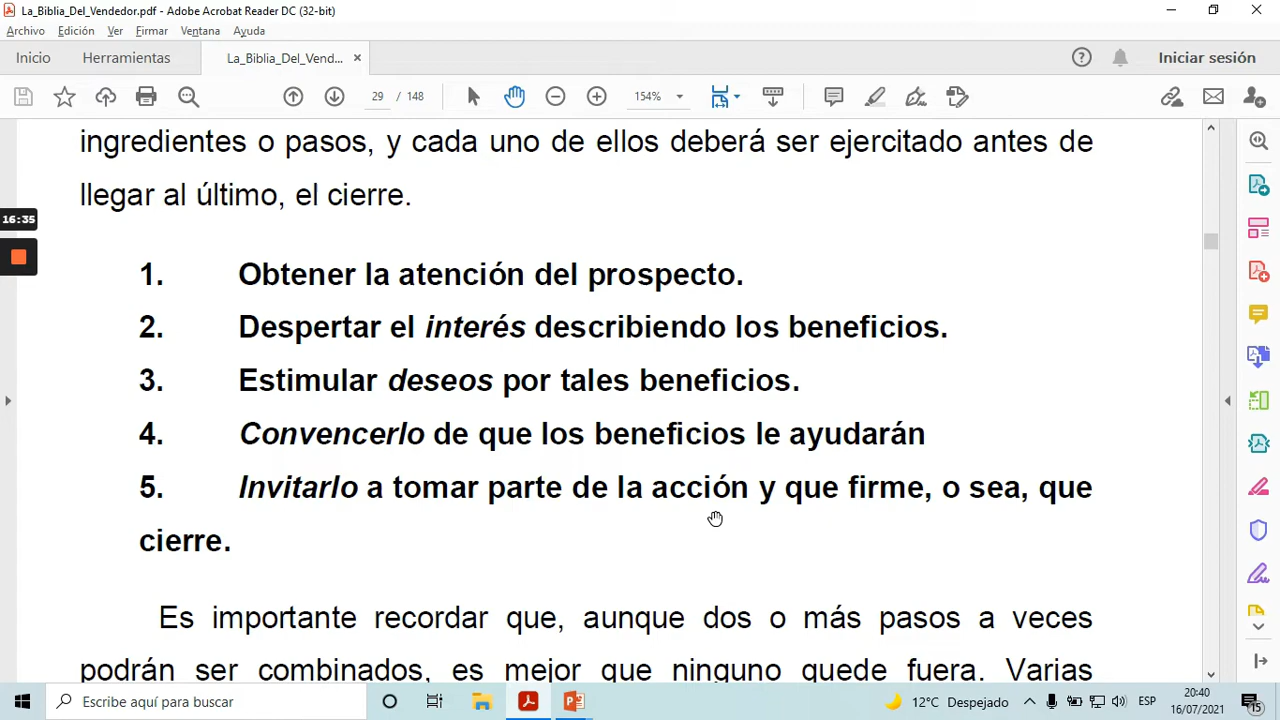 La_Biblia_Del_Vendedor.pdf - Adobe Acrobat Reader DC (32-bit)
Archivo Edición Ver Firmar Ventana Ayuda
Inicio Herramientas La_Biblia_Del_Vend... Iniciar sesión
29 / 148 154%
ingredientes o pasos, y cada uno de ellos deberá ser ejercitado antes de
llegar al último, el cierre.
16:35
1. Obtener la atención del prospecto.
2. Despertar el interés describiendo los beneficios.
3. Estimular deseos por tales beneficios.
4. Convencerlo de que los beneficios le ayudarán
5. Invitarlo a tomar parte de la acción y que firme, o sea, que
cierre.
Es importante recordar que, aunque dos o más pasos a veces
podrán ser combinados, es mejor que ninguno quede fuera. Varias
Escribe aquí para buscar
12°C Despejado
ESP
20:40
16/07/2021
15